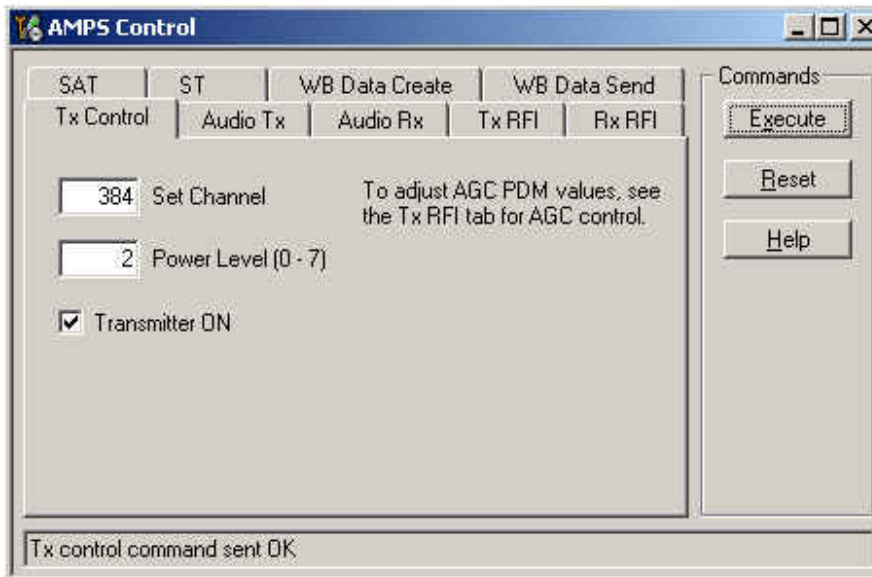 AMPS Control
SAT ST WB Data Create WB Data Send
Tx Control Audio Tx Audio Rx Tx RFI Rx RFI
384 Set Channel
2 Power Level (0 - 7)
Transmitter ON
To adjust AGC PDM values, see
the Tx RFI tab for AGC control.
Commands
Execute
Reset
Help
Tx control command sent OK